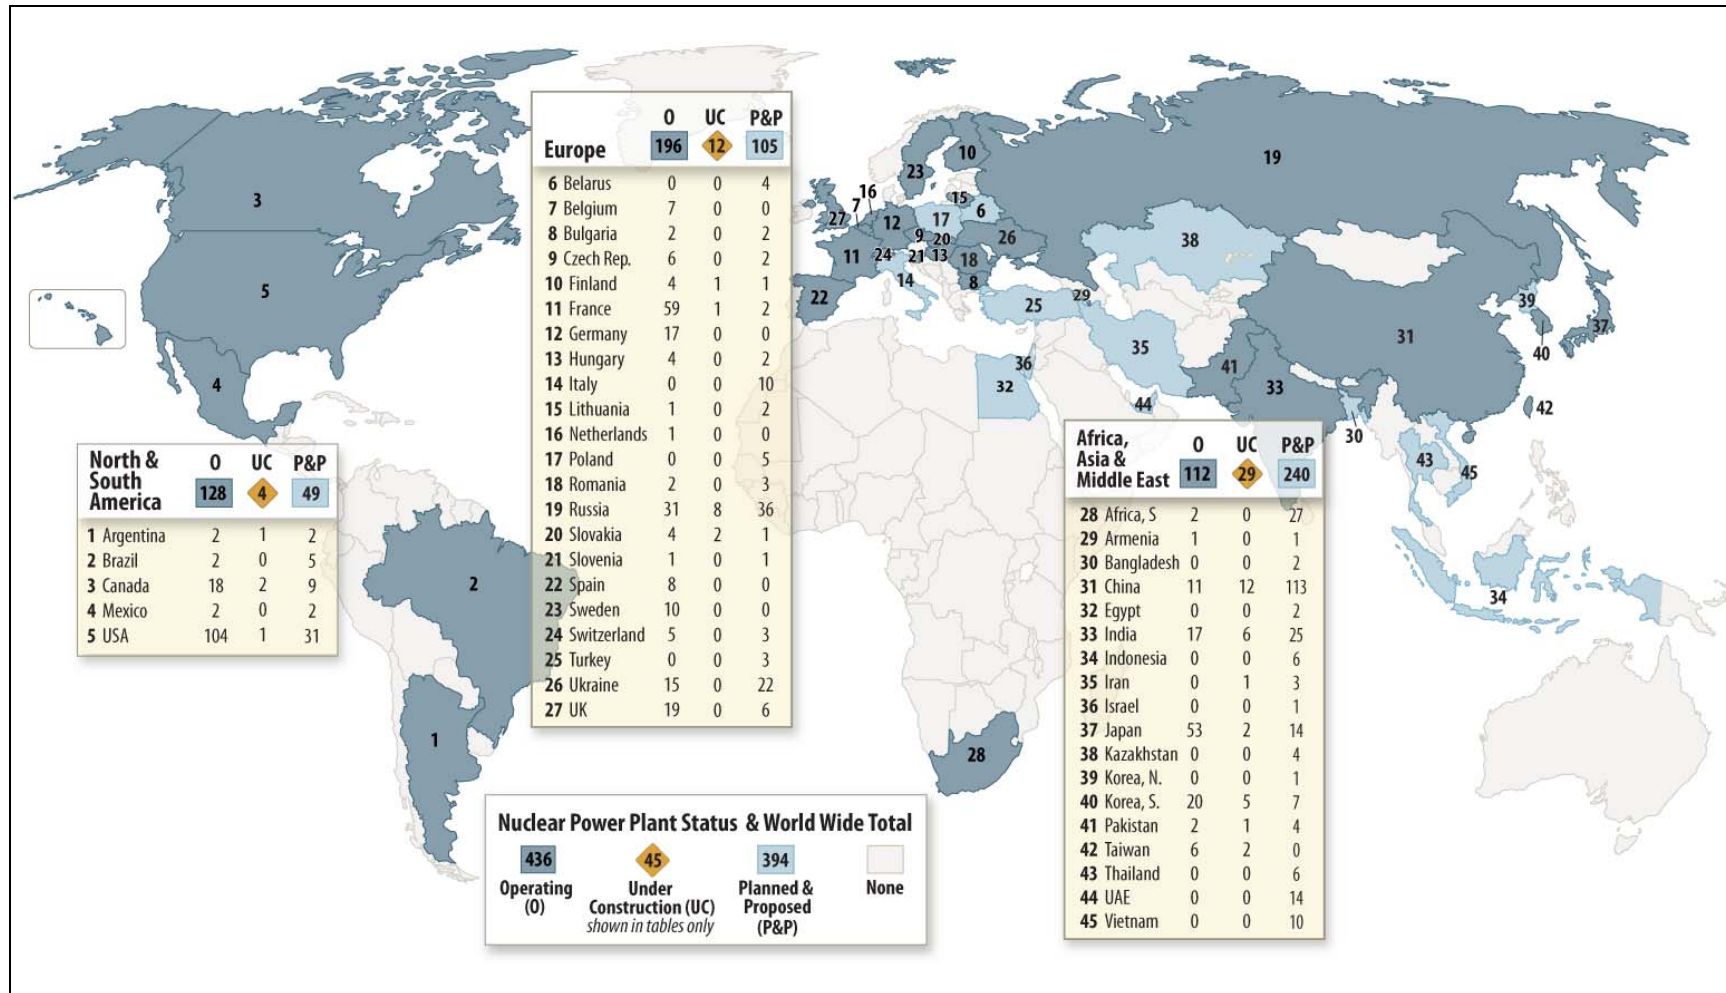 O UC P&P
Europe 196 12 105
6 Belarus 0 0 4
7 Belgium 7 0 0
8 Bulgaria 2 0 2
9 Czech Rep. 6 0 2
10 Finland 4 1 1
11 France 59 1 2
12 Germany 17 0 0
13 Hungary 4 0 2
14 Italy 0 0 10
15 Lithuania 1 0 2
16 Netherlands 1 0 0
17 Poland 0 0 5
18 Romania 2 0 3
19 Russia 31 8 36
20 Slovakia 4 2 1
21 Slovenia 1 0 1
22 Spain 8 0 0
23 Sweden 10 0 0
24 Switzerland 5 0 3
25 Turkey 0 0 3
26 Ukraine 15 0 22
27 UK 19 0 6
North &
South
America
O UC P&P
128 4 49
1 Argentina 2 1 2
2 Brazil 2 0 5
3 Canada 18 2 9
4 Mexico 2 0 2
5 USA 104 1 31
Africa,
Asia &
Middle East
O UC P&P
112 29 240
28 Africa, S 2 0 27
29 Armenia 1 0 1
30 Bangladesh 0 0 2
31 China 11 12 113
32 Egypt 0 0 2
33 India 17 6 25
34 Indonesia 0 0 6
35 Iran 0 1 3
36 Israel 0 0 1
37 Japan 53 2 14
38 Kazakhstan 0 0 4
39 Korea, N. 0 0 1
40 Korea, S. 20 5 7
41 Pakistan 2 1 4
42 Taiwan 6 2 0
43 Thailand 0 0 6
44 UAE 0 0 14
45 Vietnam 0 0 10
3
5
4
2
1
23
10
19
16
7
15
27
12
17
6
9
20
26
11
24
21
13
18
14
8
22
25
29
38
39
37
40
31
35
41
36
32
33
44
42
30
43
45
34
28
Nuclear Power Plant Status & World Wide Total
436
45
394
Operating
(O)
Under
Construction (UC)
shown in tables only
Planned &
Proposed
(P&P)
None